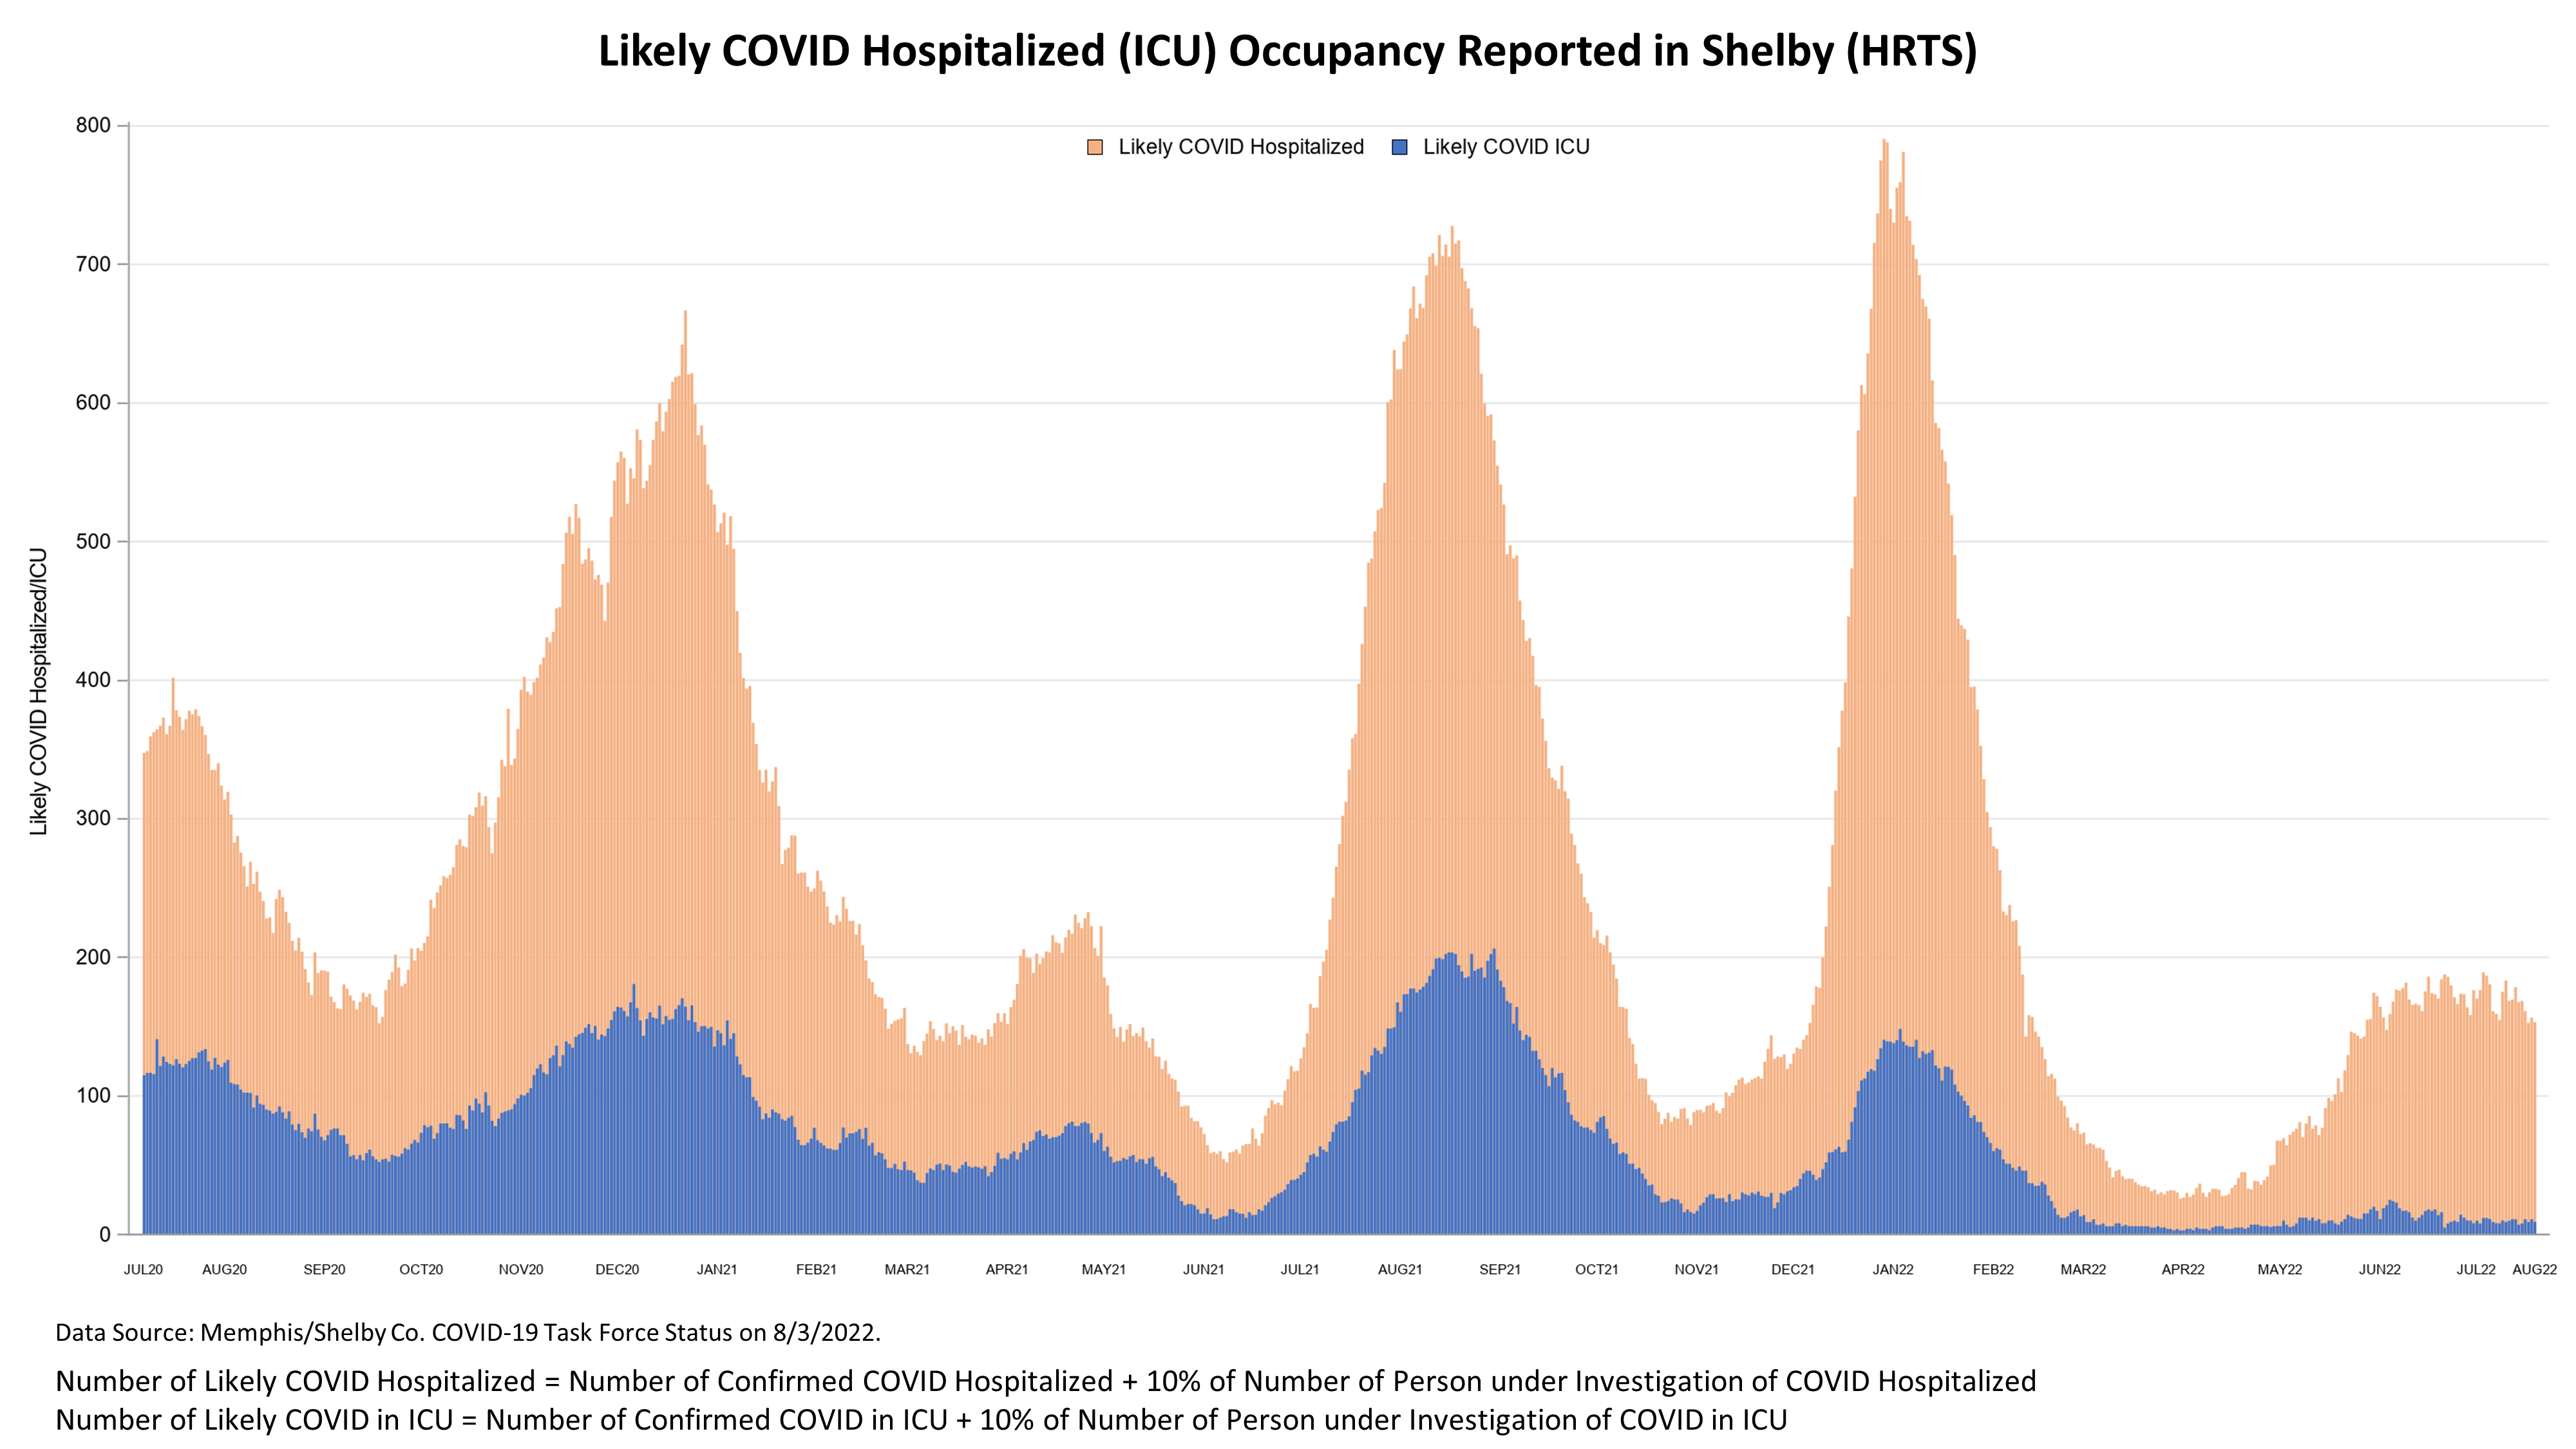 Likely COVID Hospitalized (ICU) Occupancy Reported in Shelby (HRTS)
Likely COVID Hospitalized Likely COVID ICU
Likely COVID Hospitalized/ICU
800
700
600
500
400
300
200
100
0
JUL20 AUG20 SEP20 OCT20 NOV20 DEC20 JAN21 FEB21 MAR21 APR21 MAY21 JUN21 JUL21 AUG21 SEP21 OCT21 NOV21 DEC21 JAN22 FEB22 MAR22 APR22 MAY22 JUN22 JUL22 AUG22
Data Source: Memphis/Shelby Co. COVID-19 Task Force Status on 8/3/2022.
Number of Likely COVID Hospitalized = Number of Confirmed COVID Hospitalized + 10% of Number of Person under Investigation of COVID Hospitalized
Number of Likely COVID in ICU = Number of Confirmed COVID in ICU + 10% of Number of Person under Investigation of COVID in ICU